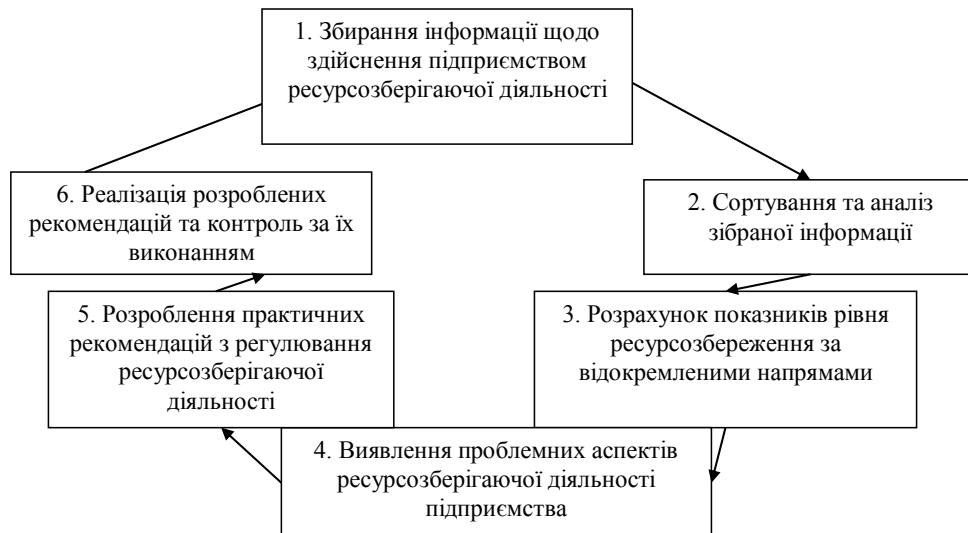 1. Збирання інформації щодо
здійснення підприємством
ресурсозберігаючої діяльності
6. Реалізація розроблених
рекомендацій та контроль за їх
виконанням
2. Сортування та аналіз
зібраної інформації
5. Розроблення практичних
рекомендацій з регулювання
ресурсозберігаючої
діяльності
3. Розрахунок показників рівня
ресурсозбереження за
відокремленими напрямами
4. Виявлення проблемних аспектів
ресурсозберігаючої діяльності
підприємства